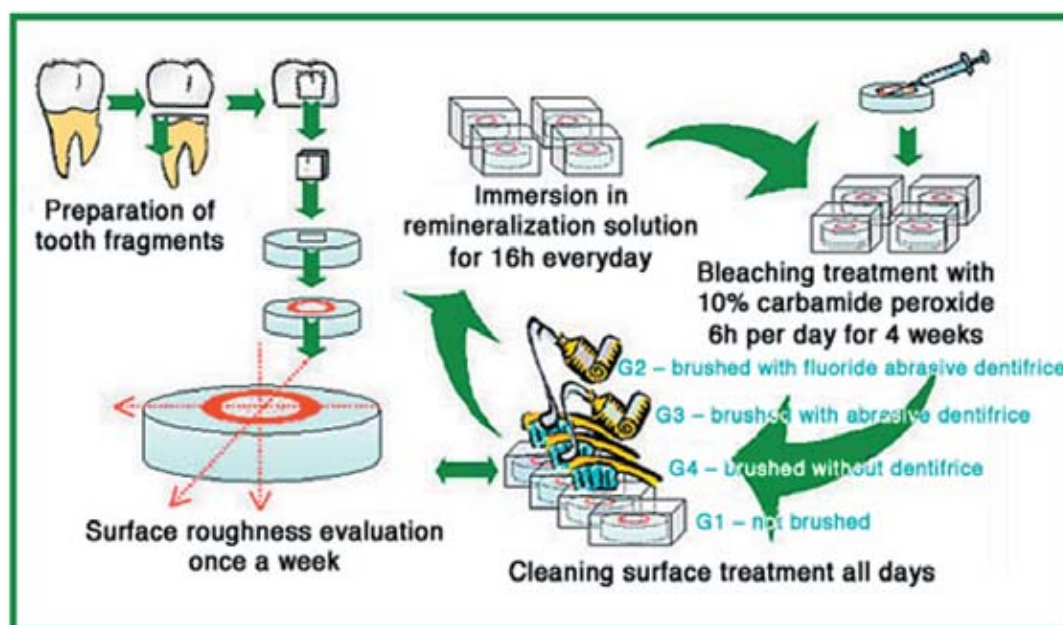 Preparation of
tooth fragments
Immersion in
remineralization solution
for 16h everyday
Bleaching treatment with
10% carbamide peroxide
6h per day for 4 weeks
G2 – brushed with fluoride abrasive dentifrice
G3 – brushed with abrasive dentifrice
G4 – brushed without dentifrice
G1 – not brushed
Surface roughness evaluation
once a week
Cleaning surface treatment all days